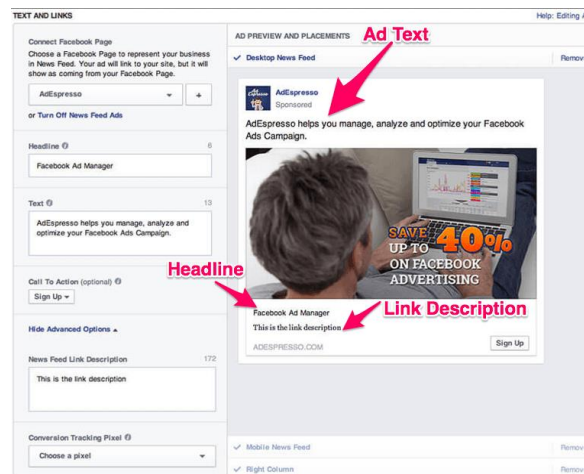 TEXT AND LINKS
Help: Editing A
Connect Facebook Page
Choose a Facebook Page to represent your business
in News Feed. Your ad will link to your site, but it will
show as coming from your Facebook Page.
AdEspresso
+
or Turn Off News Feed Ads
Headline
6
Facebook Ad Manager
Text
13
AdEspresso helps you manage, analyze and
optimize your Facebook Ads Campaign.
Call To Action (optional)
Sign Up
Hide Advanced Options
News Feed Link Description
172
This is the link description
Conversion Tracking Pixel
Choose a pixel
AD PREVIEW AND PLACEMENTS
Ad Text
Desktop News Feed
Remov
AdEspresso
Sponsored
AdEspresso helps you manage, analyze and optimize your Facebook
Ads Campaign.
SAVE
UP TO
40%
ON FACEBOOK
ADVERTISING
Headline
Facebook Ad Manager
Link Description
This is the link description
ADESPRESSO.COM
Sign Up
Mobile News Feed
Remov
Right Column
Remov